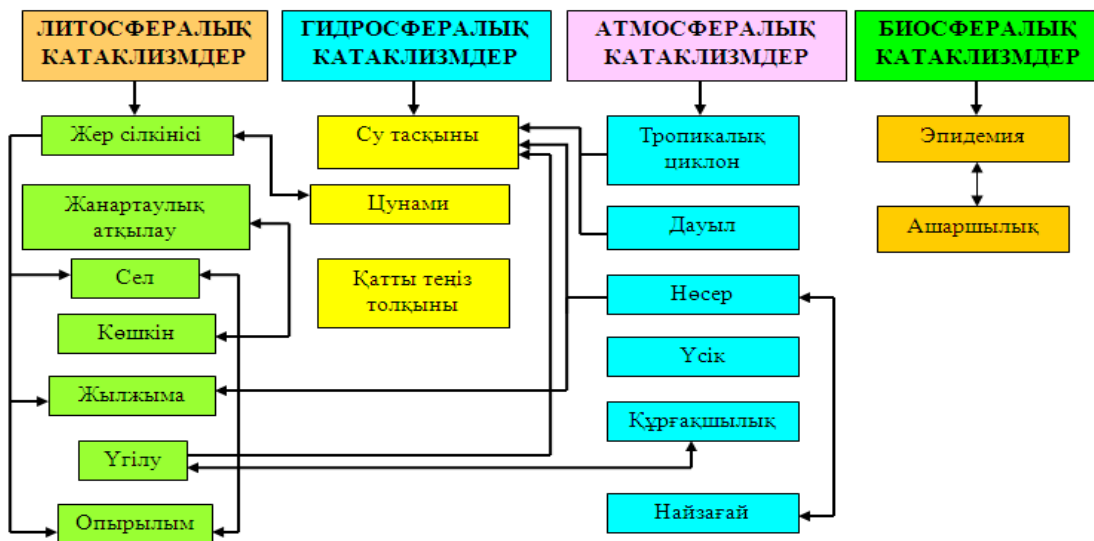 ЛИТОСФЕРАЛЫҚ
КАТАКЛИЗМДЕР
ГИДРОСФЕРАЛЫҚ
КАТАКЛИЗМДЕР
АТМОСФЕРАЛЫҚ
КАТАКЛИЗМДЕР
БИОСФЕРАЛЫҚ
КАТАКЛИЗМДЕР
Жер сілкінісі
Жанартаулық
атқылау
Сел
Көшкін
Жылжыма
Үгілу
Опырылым
Су тасқыны
Цунами
Қатты теңіз
толқыны
Тропикалық
циклон
Дауыл
Нөсер
Үсік
Құрғақшылық
Найзағай
Эпидемия
Ашаршылық